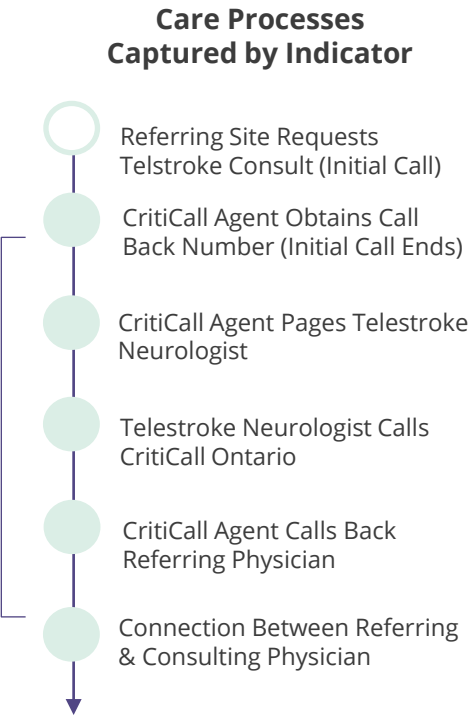 Care Processes
Captured by Indicator
Referring Site Requests
Telstroke Consult (Initial Call)
CritiCall Agent Obtains Call
Back Number (Initial Call Ends)
CritiCall Agent Pages Telestroke
Neurologist
Telestroke Neurologist Calls
CritiCall Ontario
CritiCall Agent Calls Back
Referring Physician
Connection Between Referring
& Consulting Physician